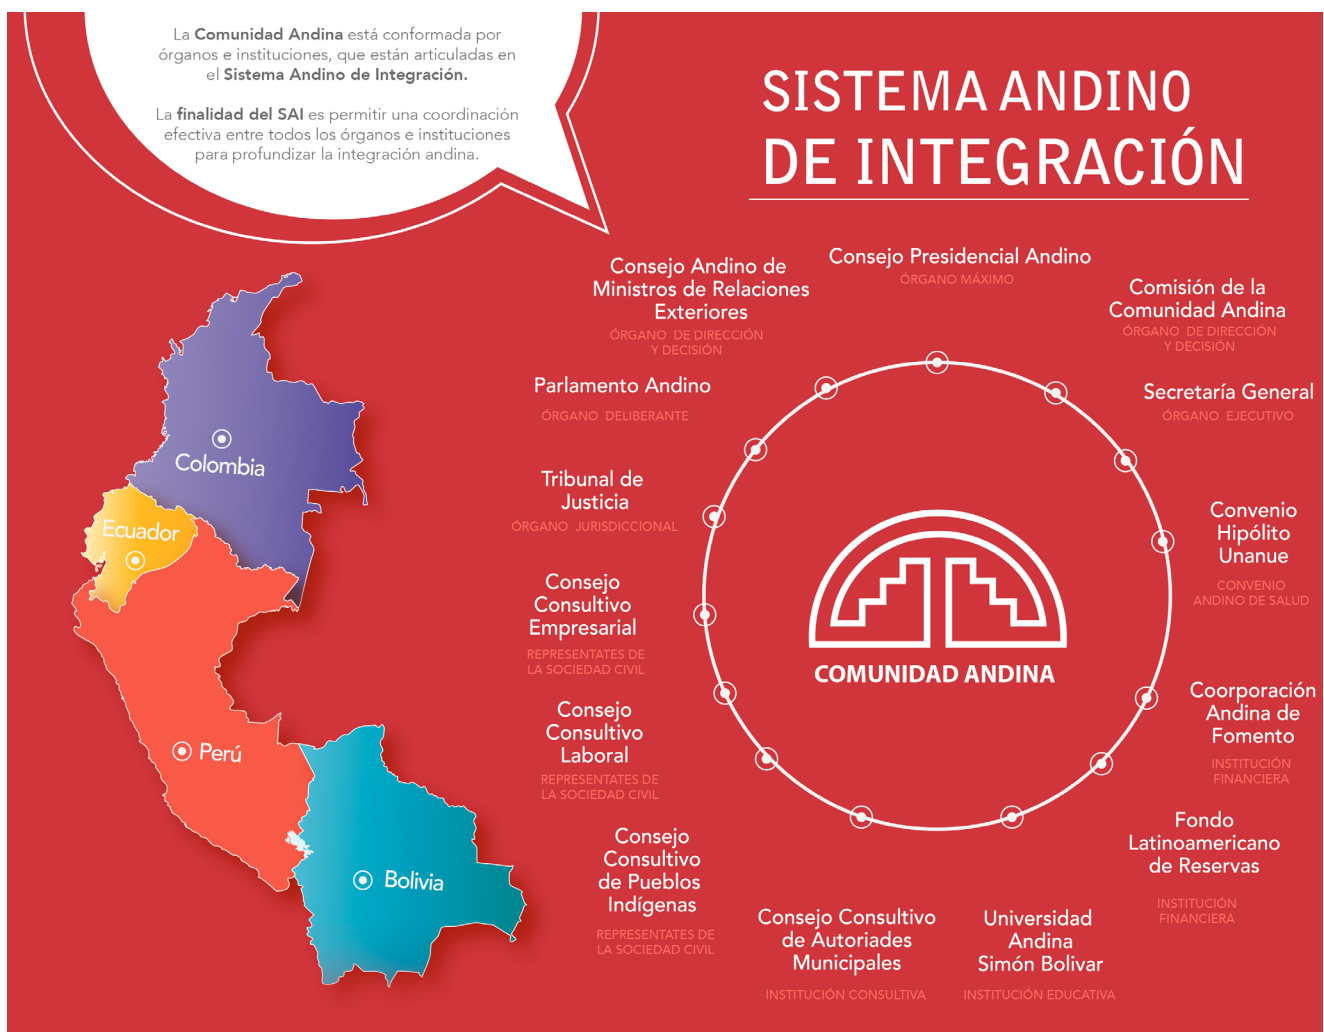 La Comunidad Andina está conformada por
órganos e instituciones, que están articuladas en
el Sistema Andino de Integración.
La finalidad del SAI es permitir una coordinación
efectiva entre todos los órganos e instituciones
para profundizar la integración andina.
SISTEMA ANDINO
DE INTEGRACIÓN
Consejo Presidencial Andino
ÓRGANO MÁXIMO
Consejo Andino de
Ministros de Relaciones
Exteriores
ÓRGANO DE DIRECCIÓN
Y DECISIÓN
Comisión de la
Comunidad Andina
ÓRGANO DE DIRECCIÓN
Y DECISIÓN
Parlamento Andino
ÓRGANO DELIBERANTE
Secretaría General
ÓRGANO EJECUTIVO
Tribunal de
Justicia
ÓRGANO JURISDICCIONAL
Convenio
Hipólito
Unanue
CONVENIO
ANDINO DE SALUD
Consejo
Consultivo
Empresarial
REPRESENTATES DE
LA SOCIEDAD CIVIL
Coorporación
Andina de
Fomento
INSTITUCIÓN
FINANCIERA
Consejo
Consultivo
Laboral
REPRESENTATES DE
LA SOCIEDAD CIVIL
Fondo
Latinoamericano
de Reservas
INSTITUCIÓN
FINANCIERA
Consejo
Consultivo
de Pueblos
Indígenas
REPRESENTATES DE
LA SOCIEDAD CIVIL
Consejo Consultivo
de Autoriades
Municipales
INSTITUCIÓN CONSULTIVA
Universidad
Andina
Simón Bolivar
INSTITUCIÓN EDUCATIVA
COMUNIDAD ANDINA
Colombia
Ecuador
Perú
Bolivia